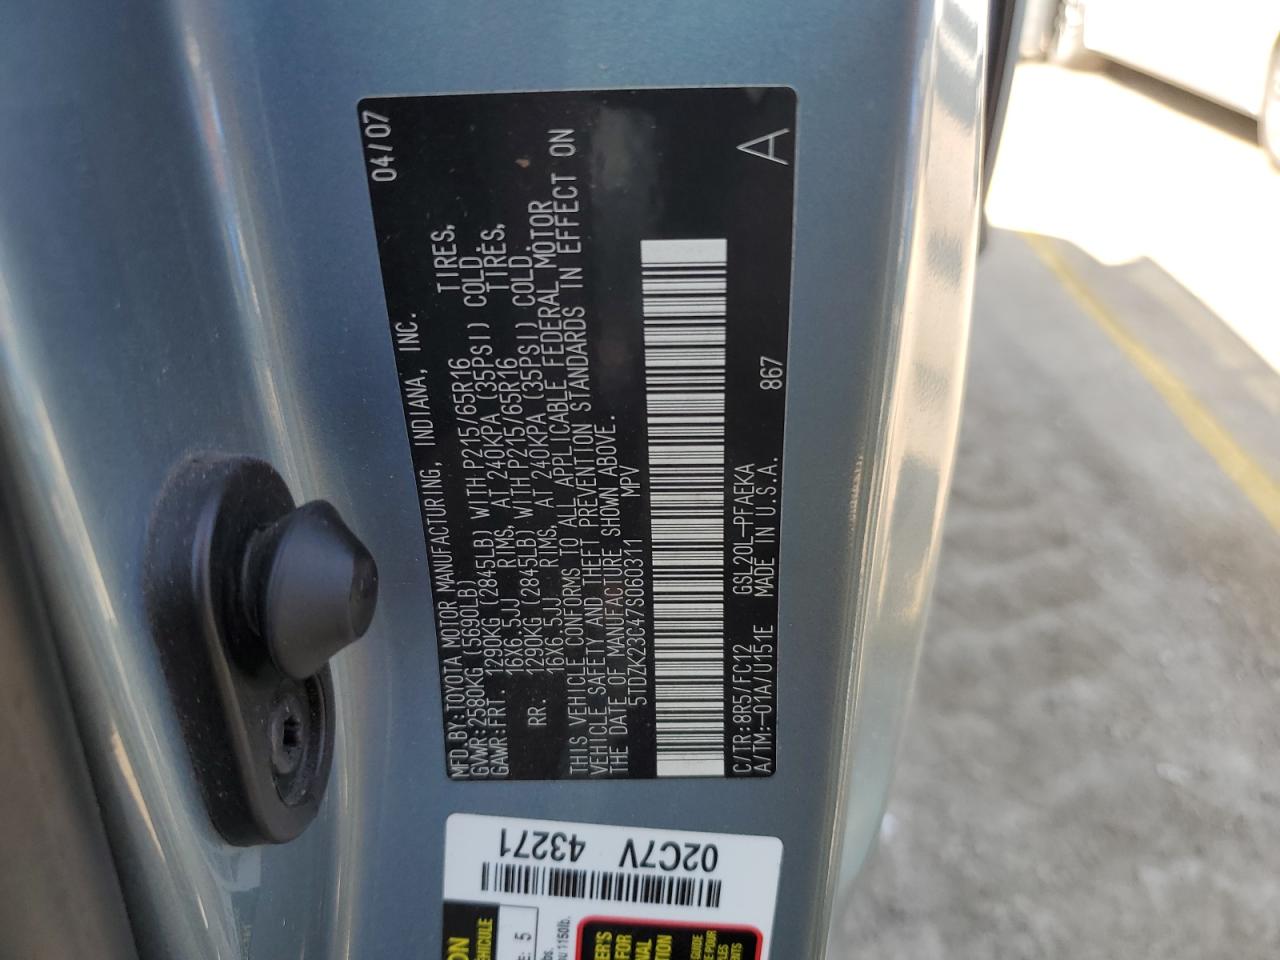 04/07
MFD.BY:TOYOTA MOTOR MANUFACTURING, INDIANA, INC.
GVWR:2580KG (5690LB)
GAWR:FRT. 1290KG (2845LB) WITH P215/65R16 TIRES,
16X6.5JJ RIMS, AT 240KPA (35PSI) COLD.
RR. 1290KG (2845LB) WITH P215/65R16 TIRES,
16X6.5JJ RIMS, AT 240KPA (35PSI) COLD.
THIS VEHICLE CONFORMS TO ALL APPLICABLE FEDERAL MOTOR
VEHICLE SAFETY AND THEFT PREVENTION STANDARDS IN EFFECT ON
THE DATE OF MANUFACTURE SHOWN ABOVE.
5TDZK23C47S060311 MPV
C/TR:8R5/FC12 GSL20L-PFAEKA 867
A/TM:-01A/U151E MADE IN U.S.A.
A
02C7V 43271
5